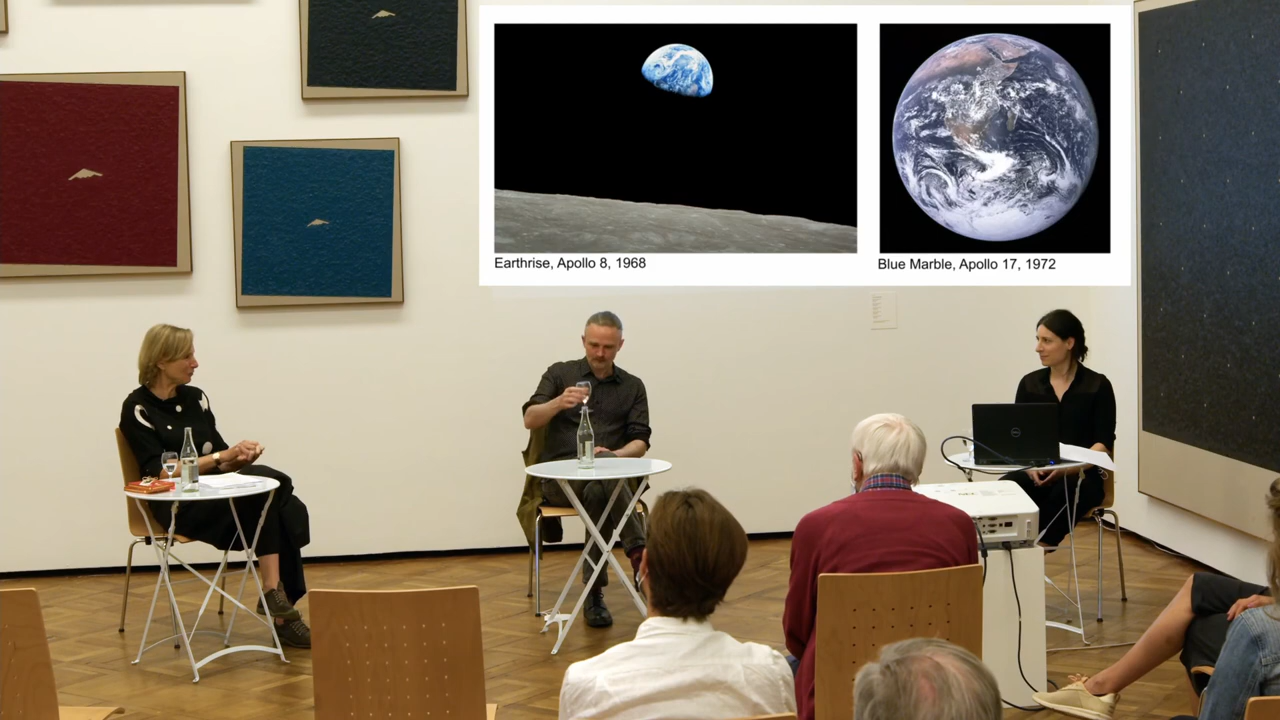 Earthrise, Apollo 8, 1968
Blue Marble, Apollo 17, 1972